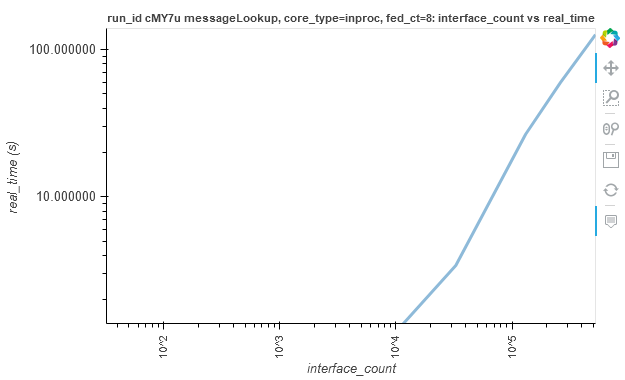 run_id cMY7u messageLookup, core_type=inproc, fed_ct=8: interface_count vs real_time
100.000000
10.000000
real_time (s)
10^2
10^3
10^4
10^5
interface_count